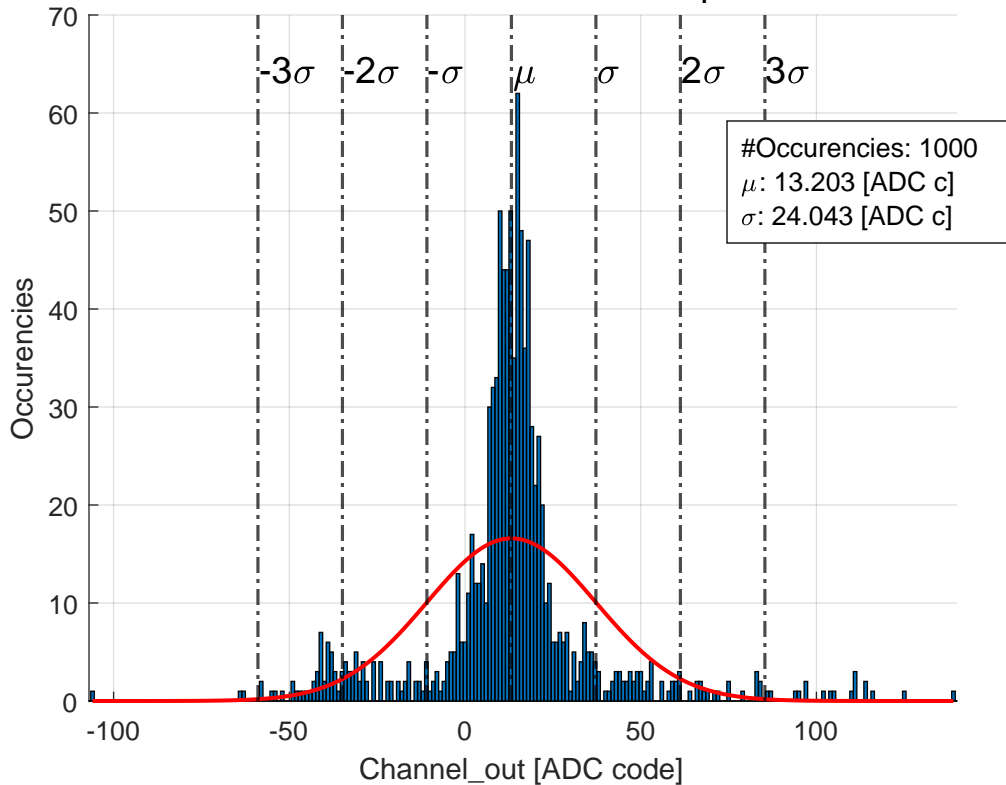 70
60
50
40
30
20
10
0
-3σ -2σ -σ μ σ 2σ 3σ
#Occurencies: 1000
μ: 13.203 [ADC c]
σ: 24.043 [ADC c]
Occurencies
-100 -50 0 50 100
Channel_out [ADC code]